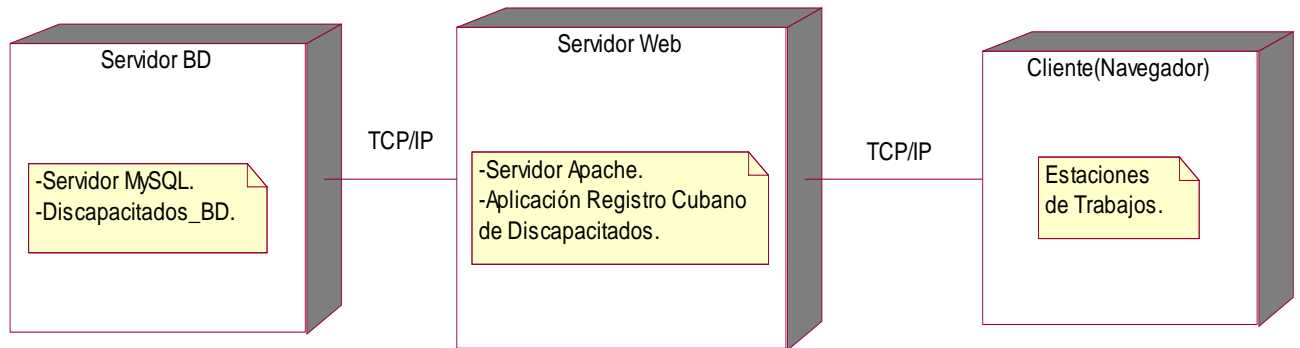 Servidor BD
-Servidor MySQL.
-Discapacitados_BD.
TCP/IP
Servidor Web
-Servidor Apache.
-Aplicación Registro Cubano
de Discapacitados.
TCP/IP
Cliente(Navegador)
Estaciones
de Trabajos.